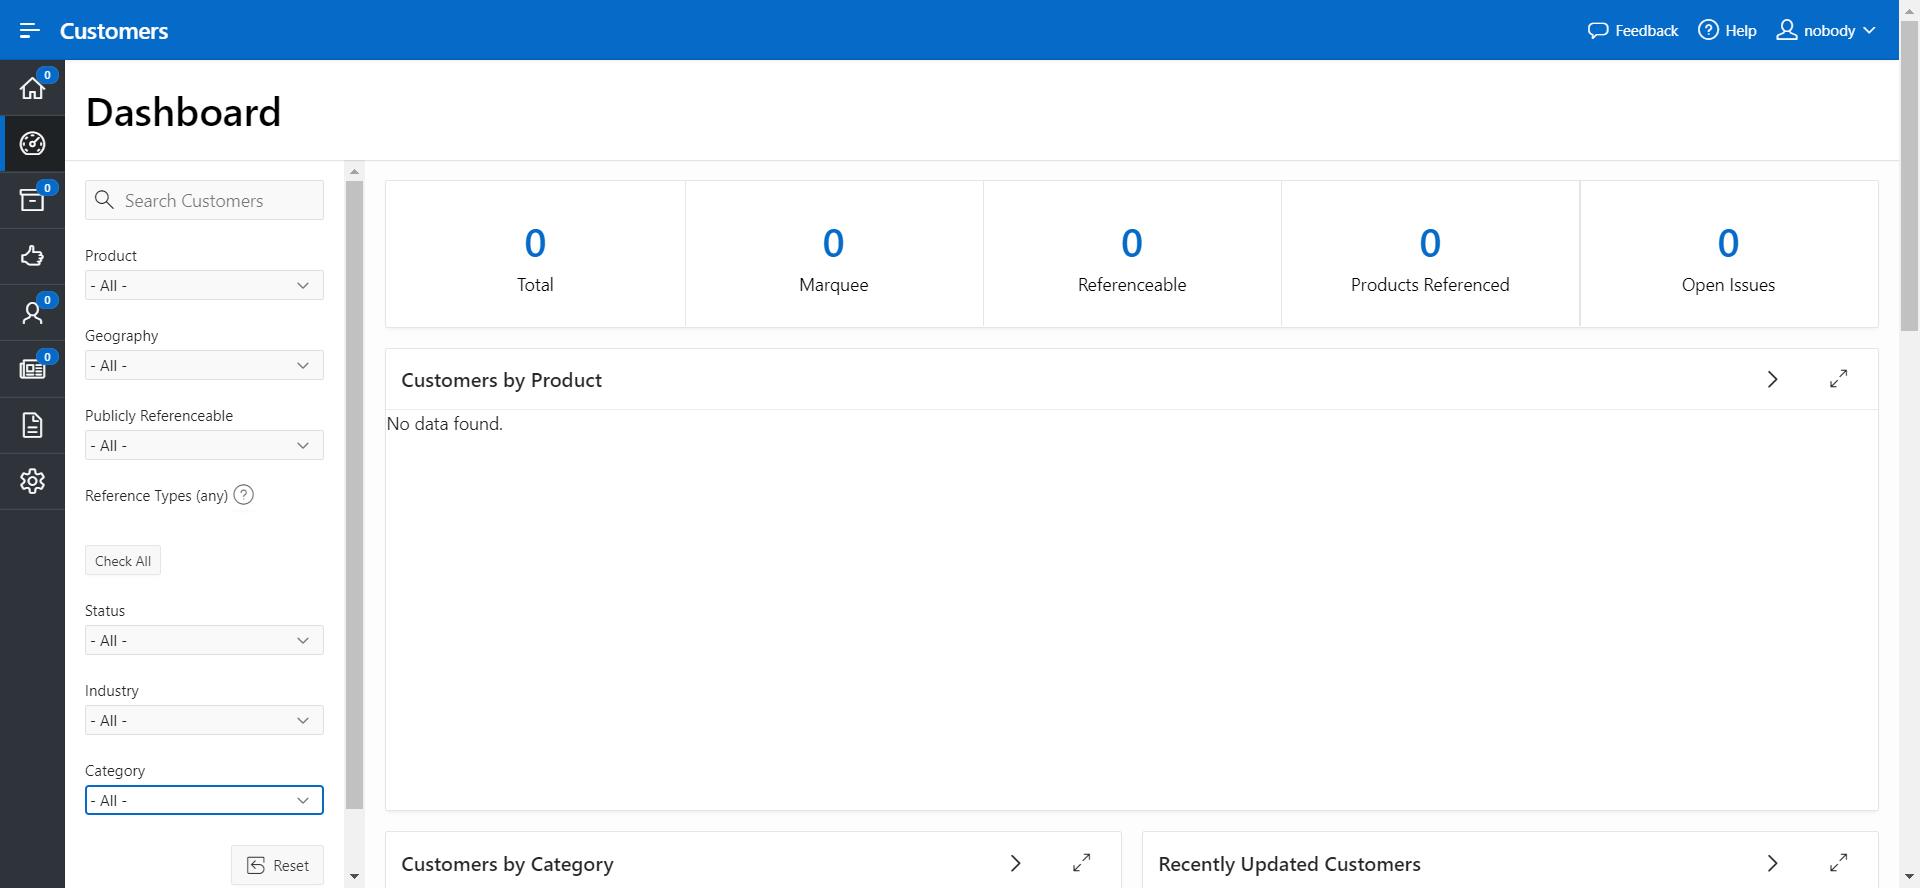 Customers
Feedback
Help
nobody
0
Dashboard
0
0
0
Search Customers
Product
- All -
Geography
- All -
Publicly Referenceable
- All -
Reference Types (any) ?
Check All
Status
- All -
Industry
- All -
Category
- All -
Reset
0
Total
0
Marquee
0
Referenceable
0
Products Referenced
0
Open Issues
Customers by Product
No data found.
Customers by Category
Recently Updated Customers